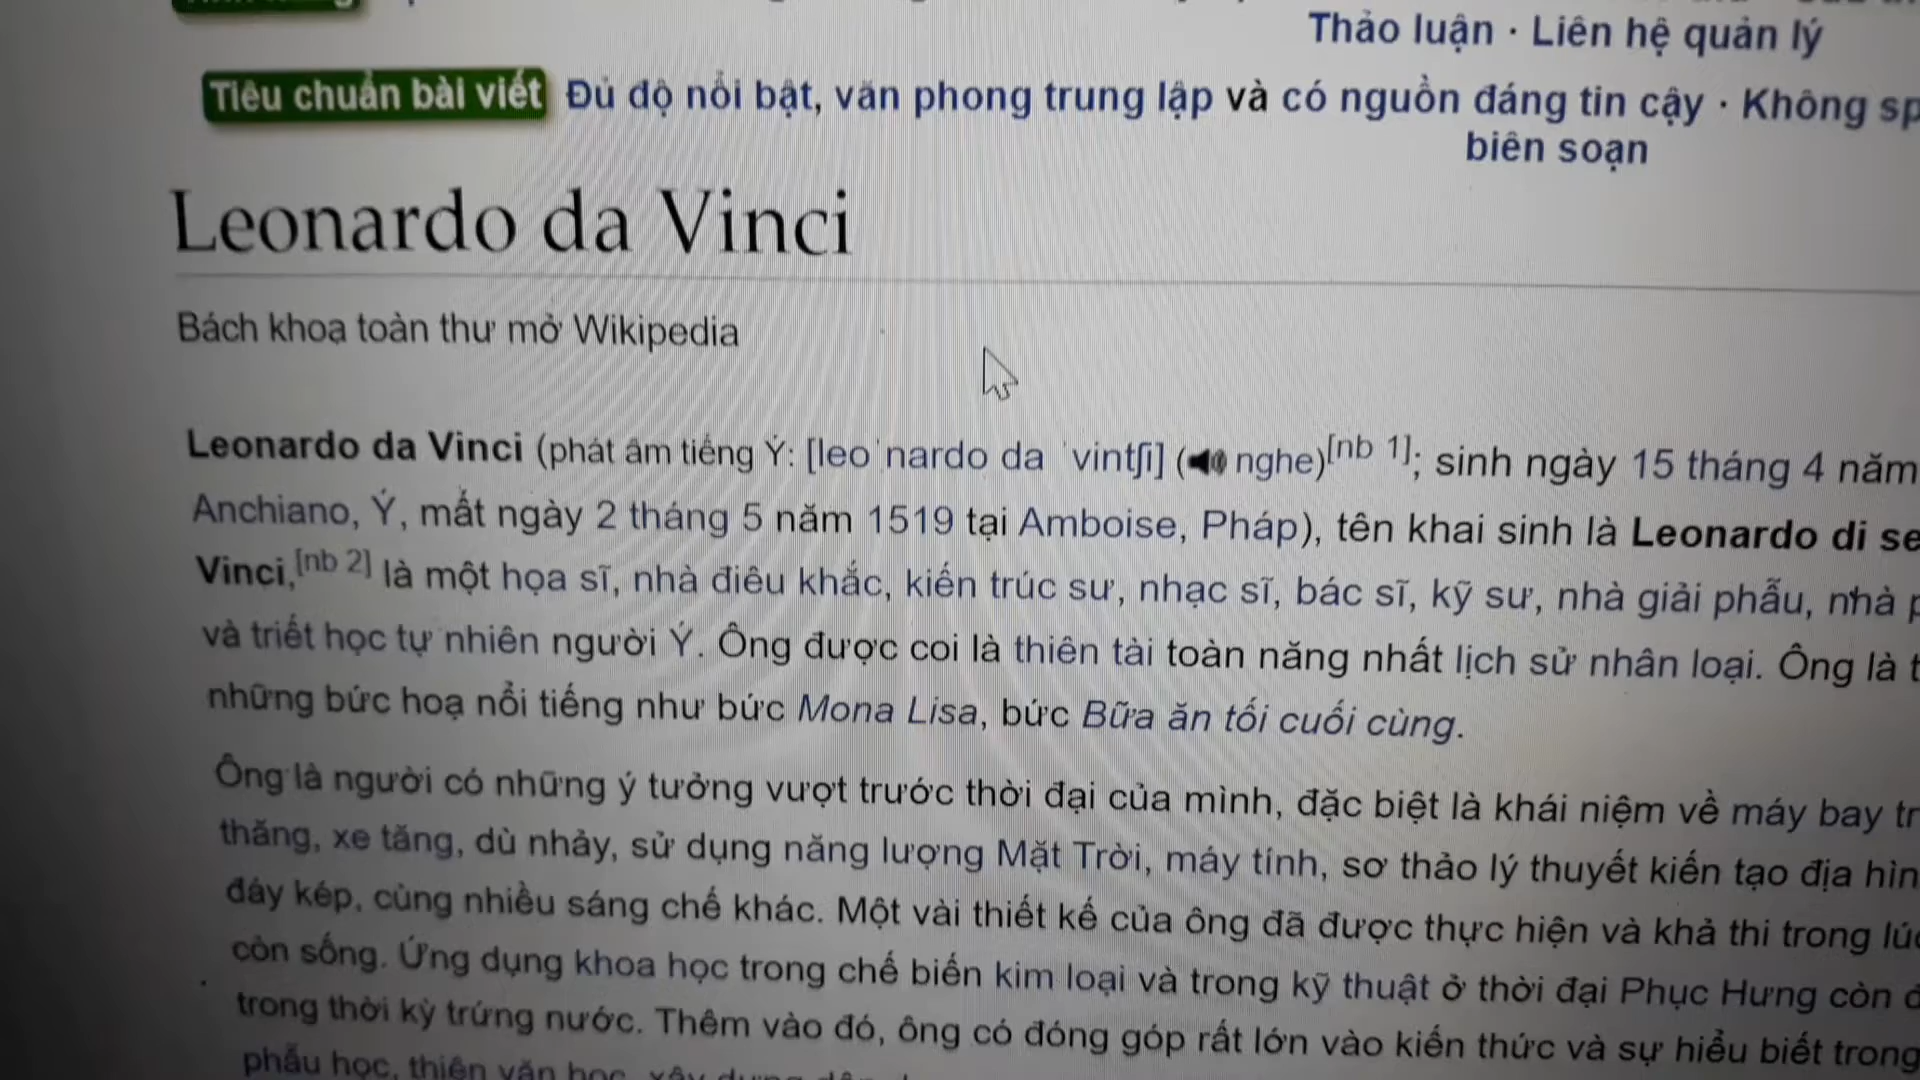 Thảo luận · Liên hệ quản lý
Tiêu chuẩn bài viết Đủ độ nổi bật, văn phong trung lập và có nguồn đáng tin cậy · Không
biên soạn
Leonardo da Vinci
Bách khoa toàn thư mở Wikipedia
Leonardo da Vinci (phát âm tiếng Ý: [leoˈnardo da ˈvintʃi] (nghe)[nb 1]; sinh ngày 15 tháng 4 năm
Anchiano, Ý, mất ngày 2 tháng 5 năm 1519 tại Amboise, Pháp), tên khai sinh là Leonardo di
Vinci,[nb 2] là một họa sĩ, nhà điêu khắc, kiến trúc sư, nhạc sĩ, bác sĩ, kỹ sư, nhà giải phẫu, nhà
và triết học tự nhiên người Ý. Ông được coi là thiên tài toàn năng nhất lịch sử nhân loại. Ông là
những bức hoạ nổi tiếng như bức Mona Lisa, bức Bữa ăn tối cuối cùng.
Ông là người có những ý tưởng vượt trước thời đại của mình, đặc biệt là khái niệm về máy bay
thăng, xe tăng, dù nhảy, sử dụng năng lượng Mặt Trời, máy tính, sơ thảo lý thuyết kiến tạo địa
đáy kép, cùng nhiều sáng chế khác. Một vài thiết kế của ông đã được thực hiện và khả thi trong
còn sống. Ứng dụng khoa học trong chế biến kim loại và trong kỹ thuật ở thời đại Phục Hưng còn
trong thời kỳ trứng nước. Thêm vào đó, ông có đóng góp rất lớn vào kiến thức và sự hiểu biết trong
phẫu học, thiên văn học, xây dựng